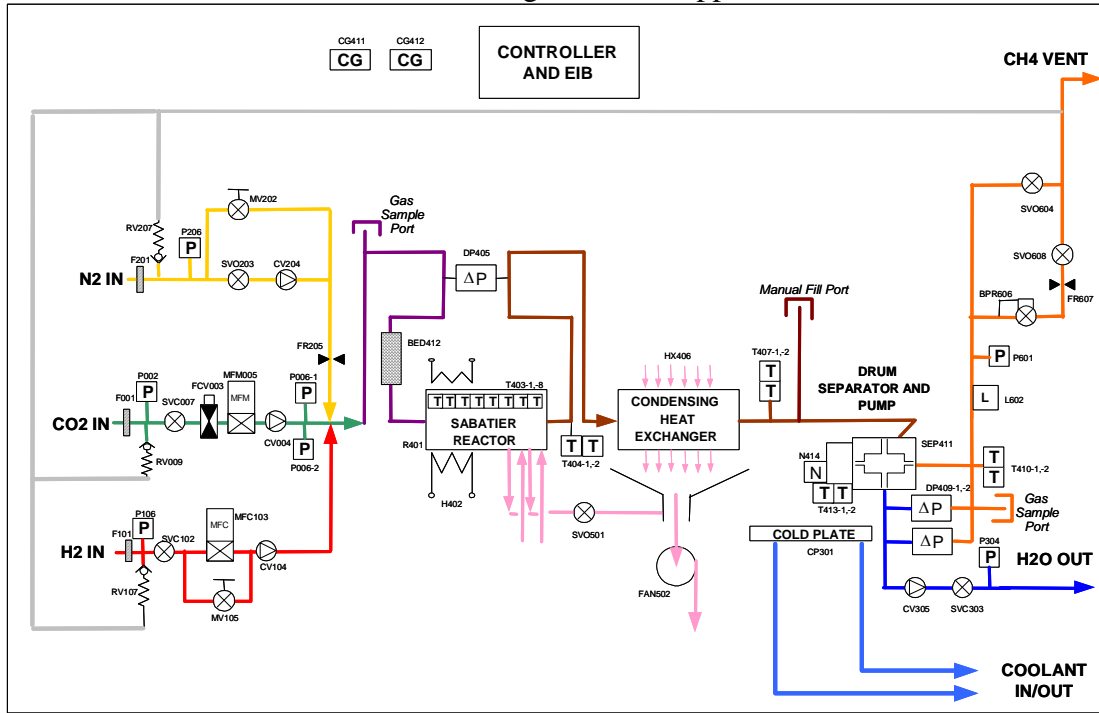 CG411
CG412
CG
CG
CONTROLLER
AND EIB
CH4 VENT
MV202
Gas
Sample
Port
SVO604
RV207
P206
P
F201
N2 IN
SVO203
CV204
DP405
ΔP
SVO608
BPR606
FR607
Manual Fill Port
FR205
BED412
HX406
T407-1,-2
T
T
P
P601
L
L602
P002
P
FCV003
MFM005
MFM
P006-1
P
F001
SVC007
CO2 IN
CV004
P
P006-2
RV009
T403-1,-8
T T T T T T T T
SABATIER
REACTOR
R401
T T
T404-1,-2
H402
CONDENSING
HEAT
EXCHANGER
DRUM
SEPARATOR AND
PUMP
SEP411
N414
N
T T
T413-1,-2
T
T
T410-1,-2
DP409-1,-2
ΔP
ΔP
Gas
Sample
Port
P106
P
F101
MFC103
MFC
SVC102
H2 IN
CV104
RV107
MV105
SVO501
FAN502
COLD PLATE
CP301
P304
P
H2O OUT
CV305
SVC303
COOLANT
IN/OUT